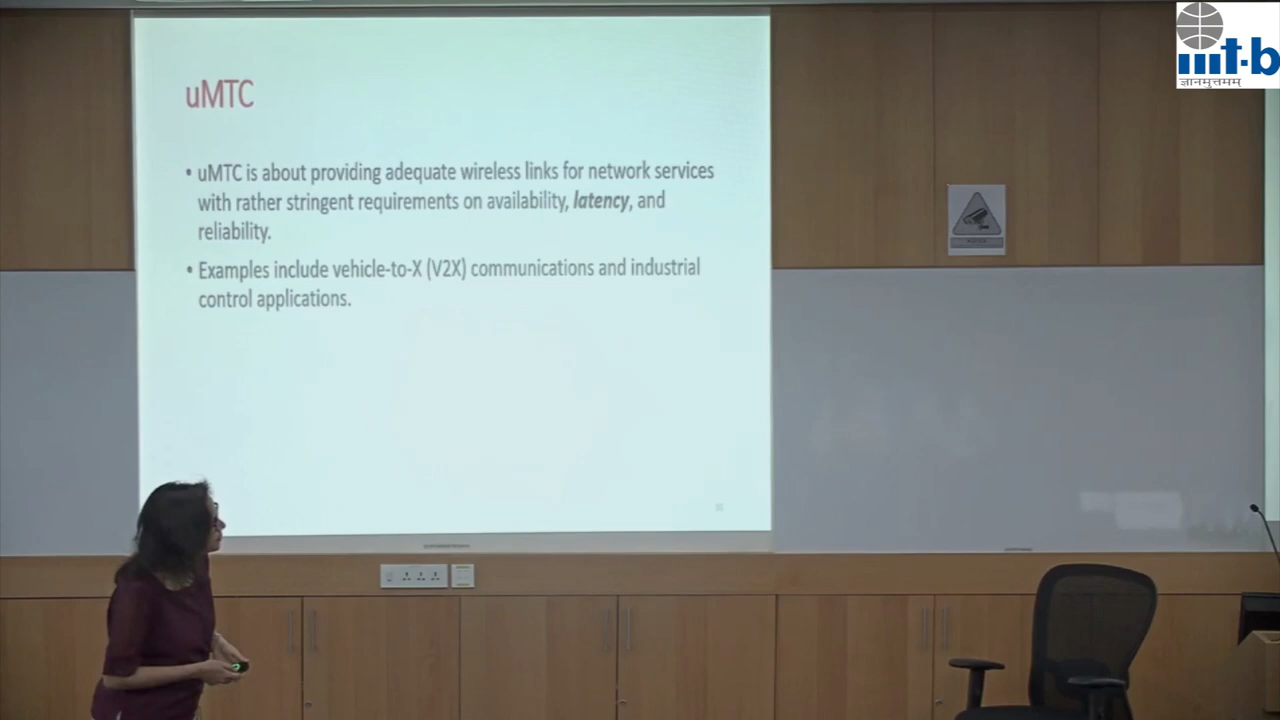 uMTC
• uMTC is about providing adequate wireless links for network services
with rather stringent requirements on availability, latency, and
reliability.
• Examples include vehicle-to-X (V2X) communications and industrial
control applications.
iiit-b
ज्ञानमुत्तमम्